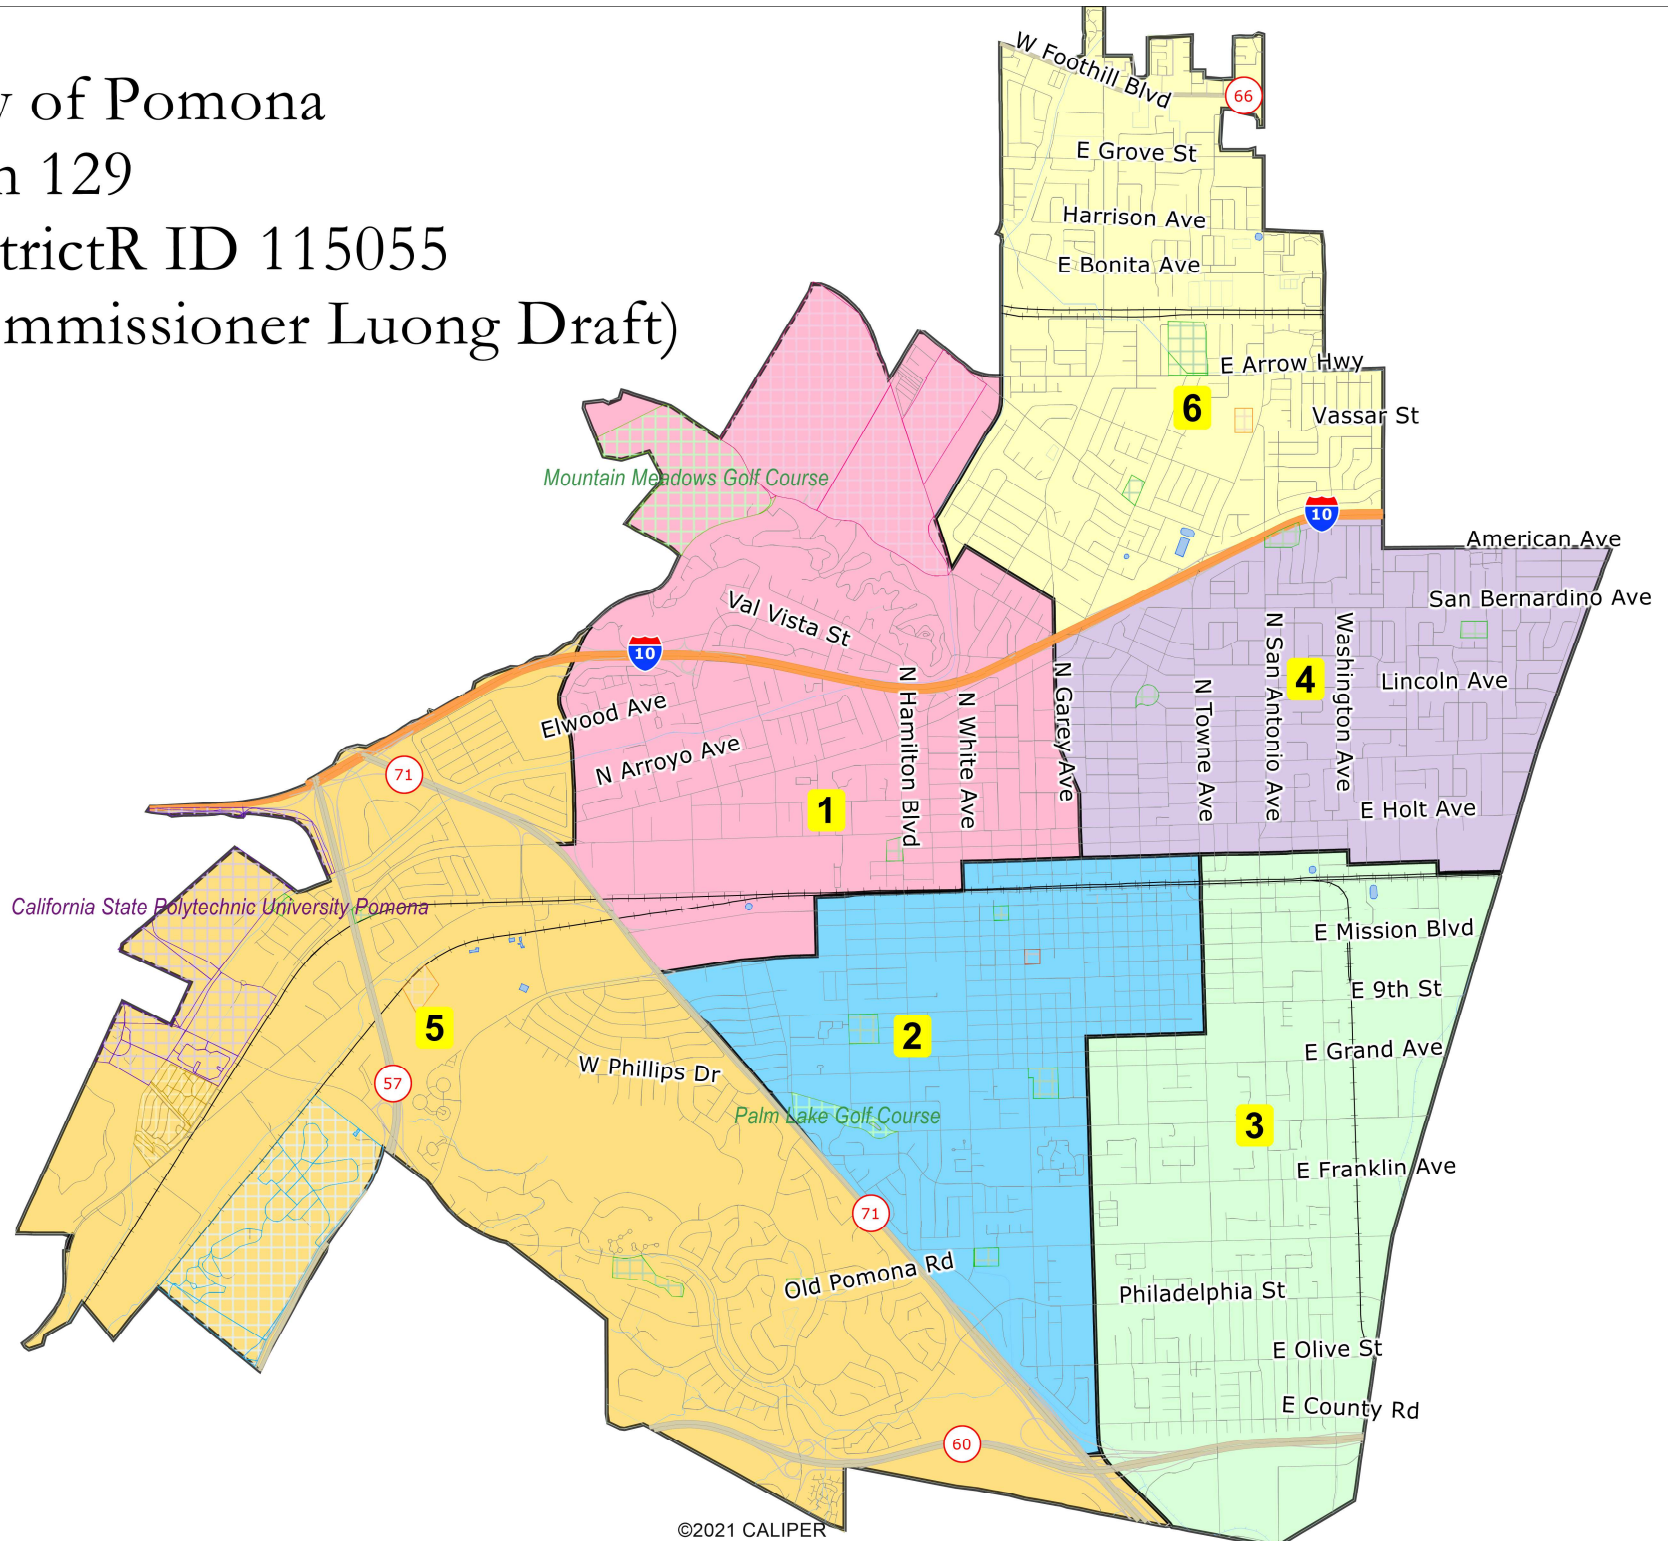 y of Pomona
n 129
trictR ID 115055
mmissioner Luong Draft)
W Foothill Blvd
66
E Grove St
Harrison Ave
E Bonita Ave
E Arrow Hwy
6
Vassar St
Mountain Meadows Golf Course
10
American Ave
San Bernardino Ave
Val Vista St
10
N Garey Ave
N Hamilton Blvd
N White Ave
N Towne Ave
N San Antonio Ave
Washington Ave
4
Lincoln Ave
Elwood Ave
N Arroyo Ave
71
1
E Holt Ave
California State Polytechnic University Pomona
E Mission Blvd
E 9th St
5
2
E Grand Ave
W Phillips Dr
57
Palm Lake Golf Course
3
E Franklin Ave
71
Old Pomona Rd
Philadelphia St
E Olive St
E County Rd
60
©2021 CALIPER